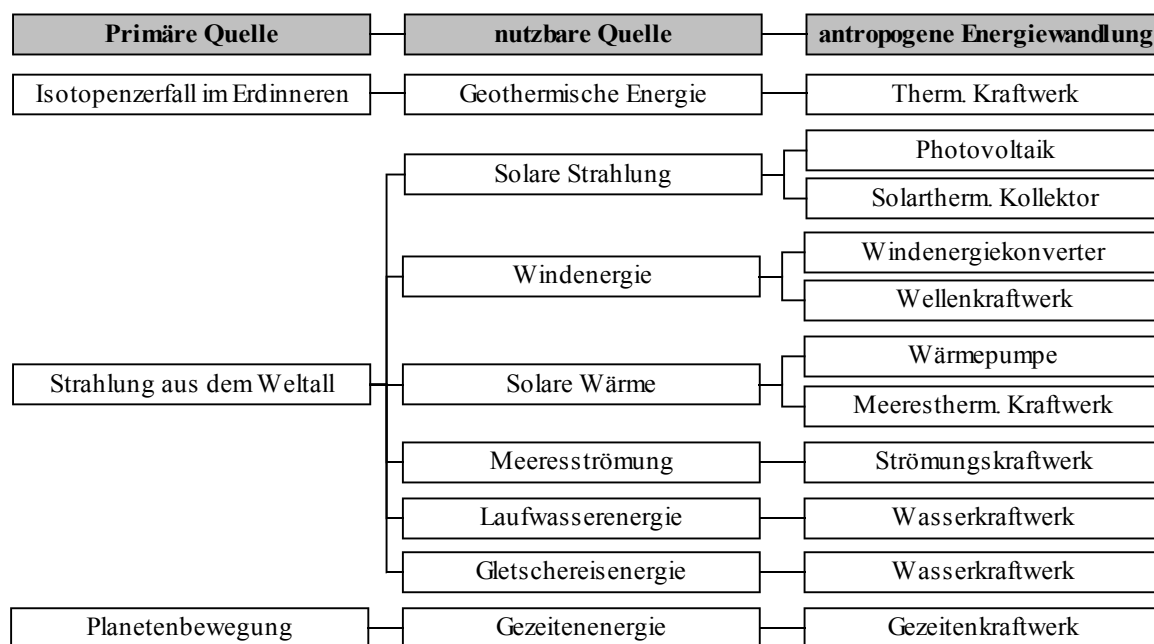 Primäre Quelle
nutzbare Quelle
antropogene Energiewandlung
Isotopenzerfall im Erdinneren
Geothermische Energie
Therm. Kraftwerk
Strahlung aus dem Weltall
Solare Strahlung
Photovoltaik
Solartherm. Kollektor
Windenergie
Windenergiekonverter
Wellenkraftwerk
Solare Wärme
Wärmepumpe
Meerestherm. Kraftwerk
Meeresströmung
Strömungskraftwerk
Laufwasserenergie
Wasserkraftwerk
Gletschereisenergie
Wasserkraftwerk
Planetenbewegung
Gezeitenenergie
Gezeitenkraftwerk